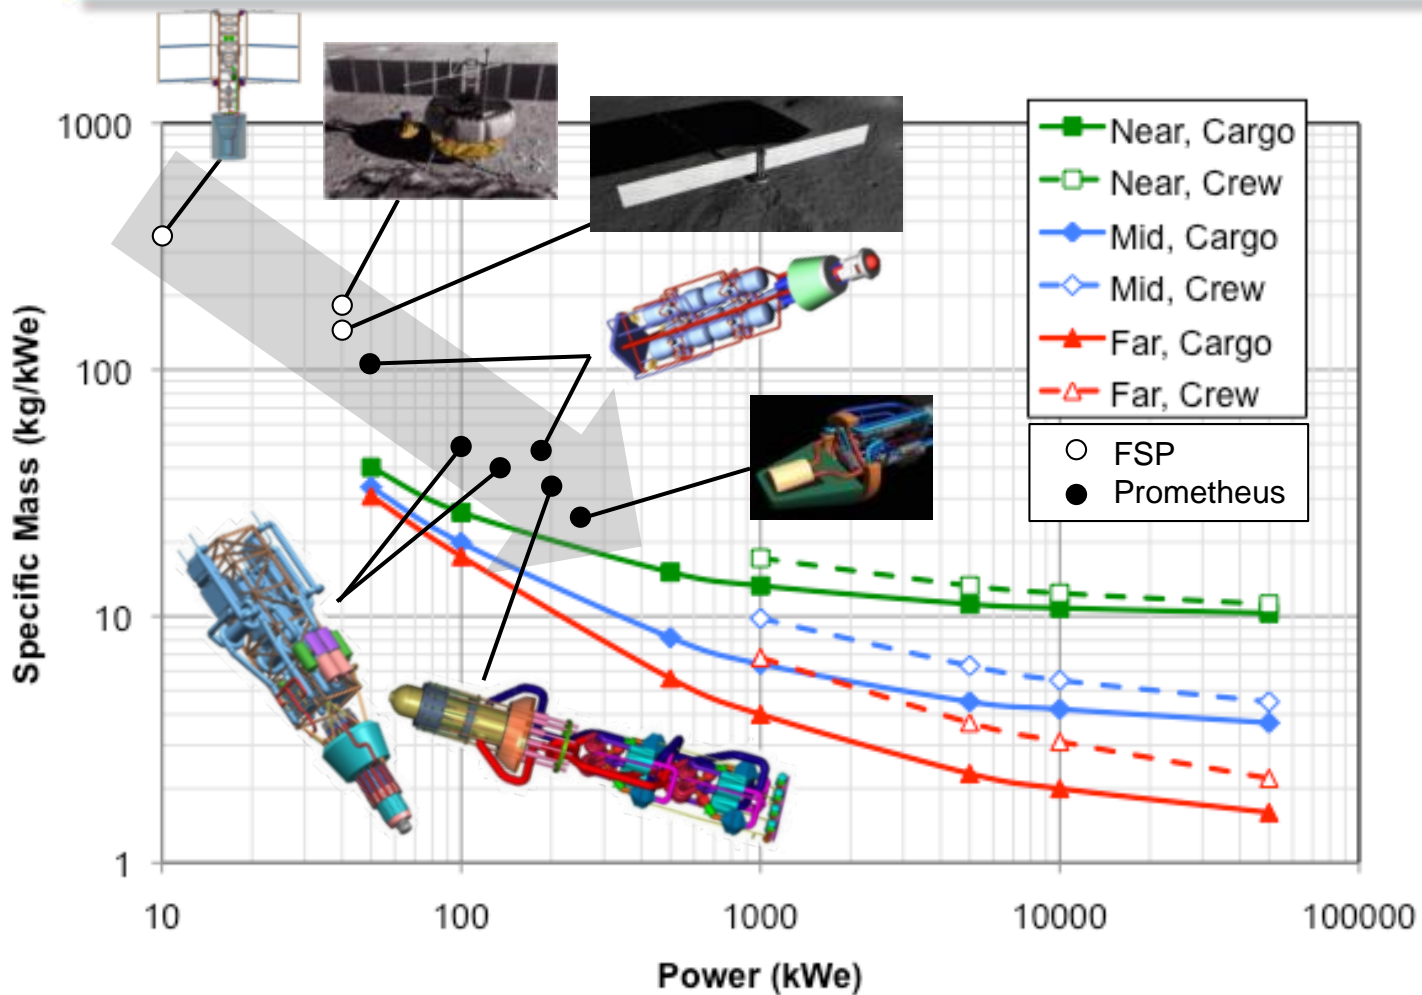 1000
100
10
1
Specific Mass (kg/kWe)
10
100
1000
10000
100000
Power (kWe)
Near, Cargo
Near, Crew
Mid, Cargo
Mid, Crew
Far, Cargo
Far, Crew
FSP
Prometheus